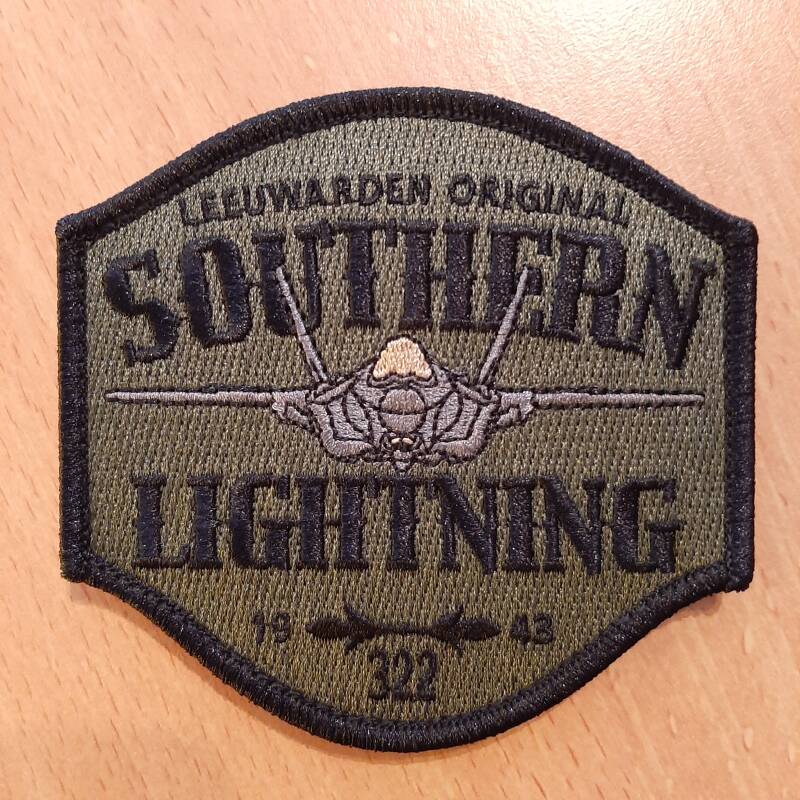 LEEUWARDEN ORIGINAL
SOUTHERN
LIGHTNING
19 43
322